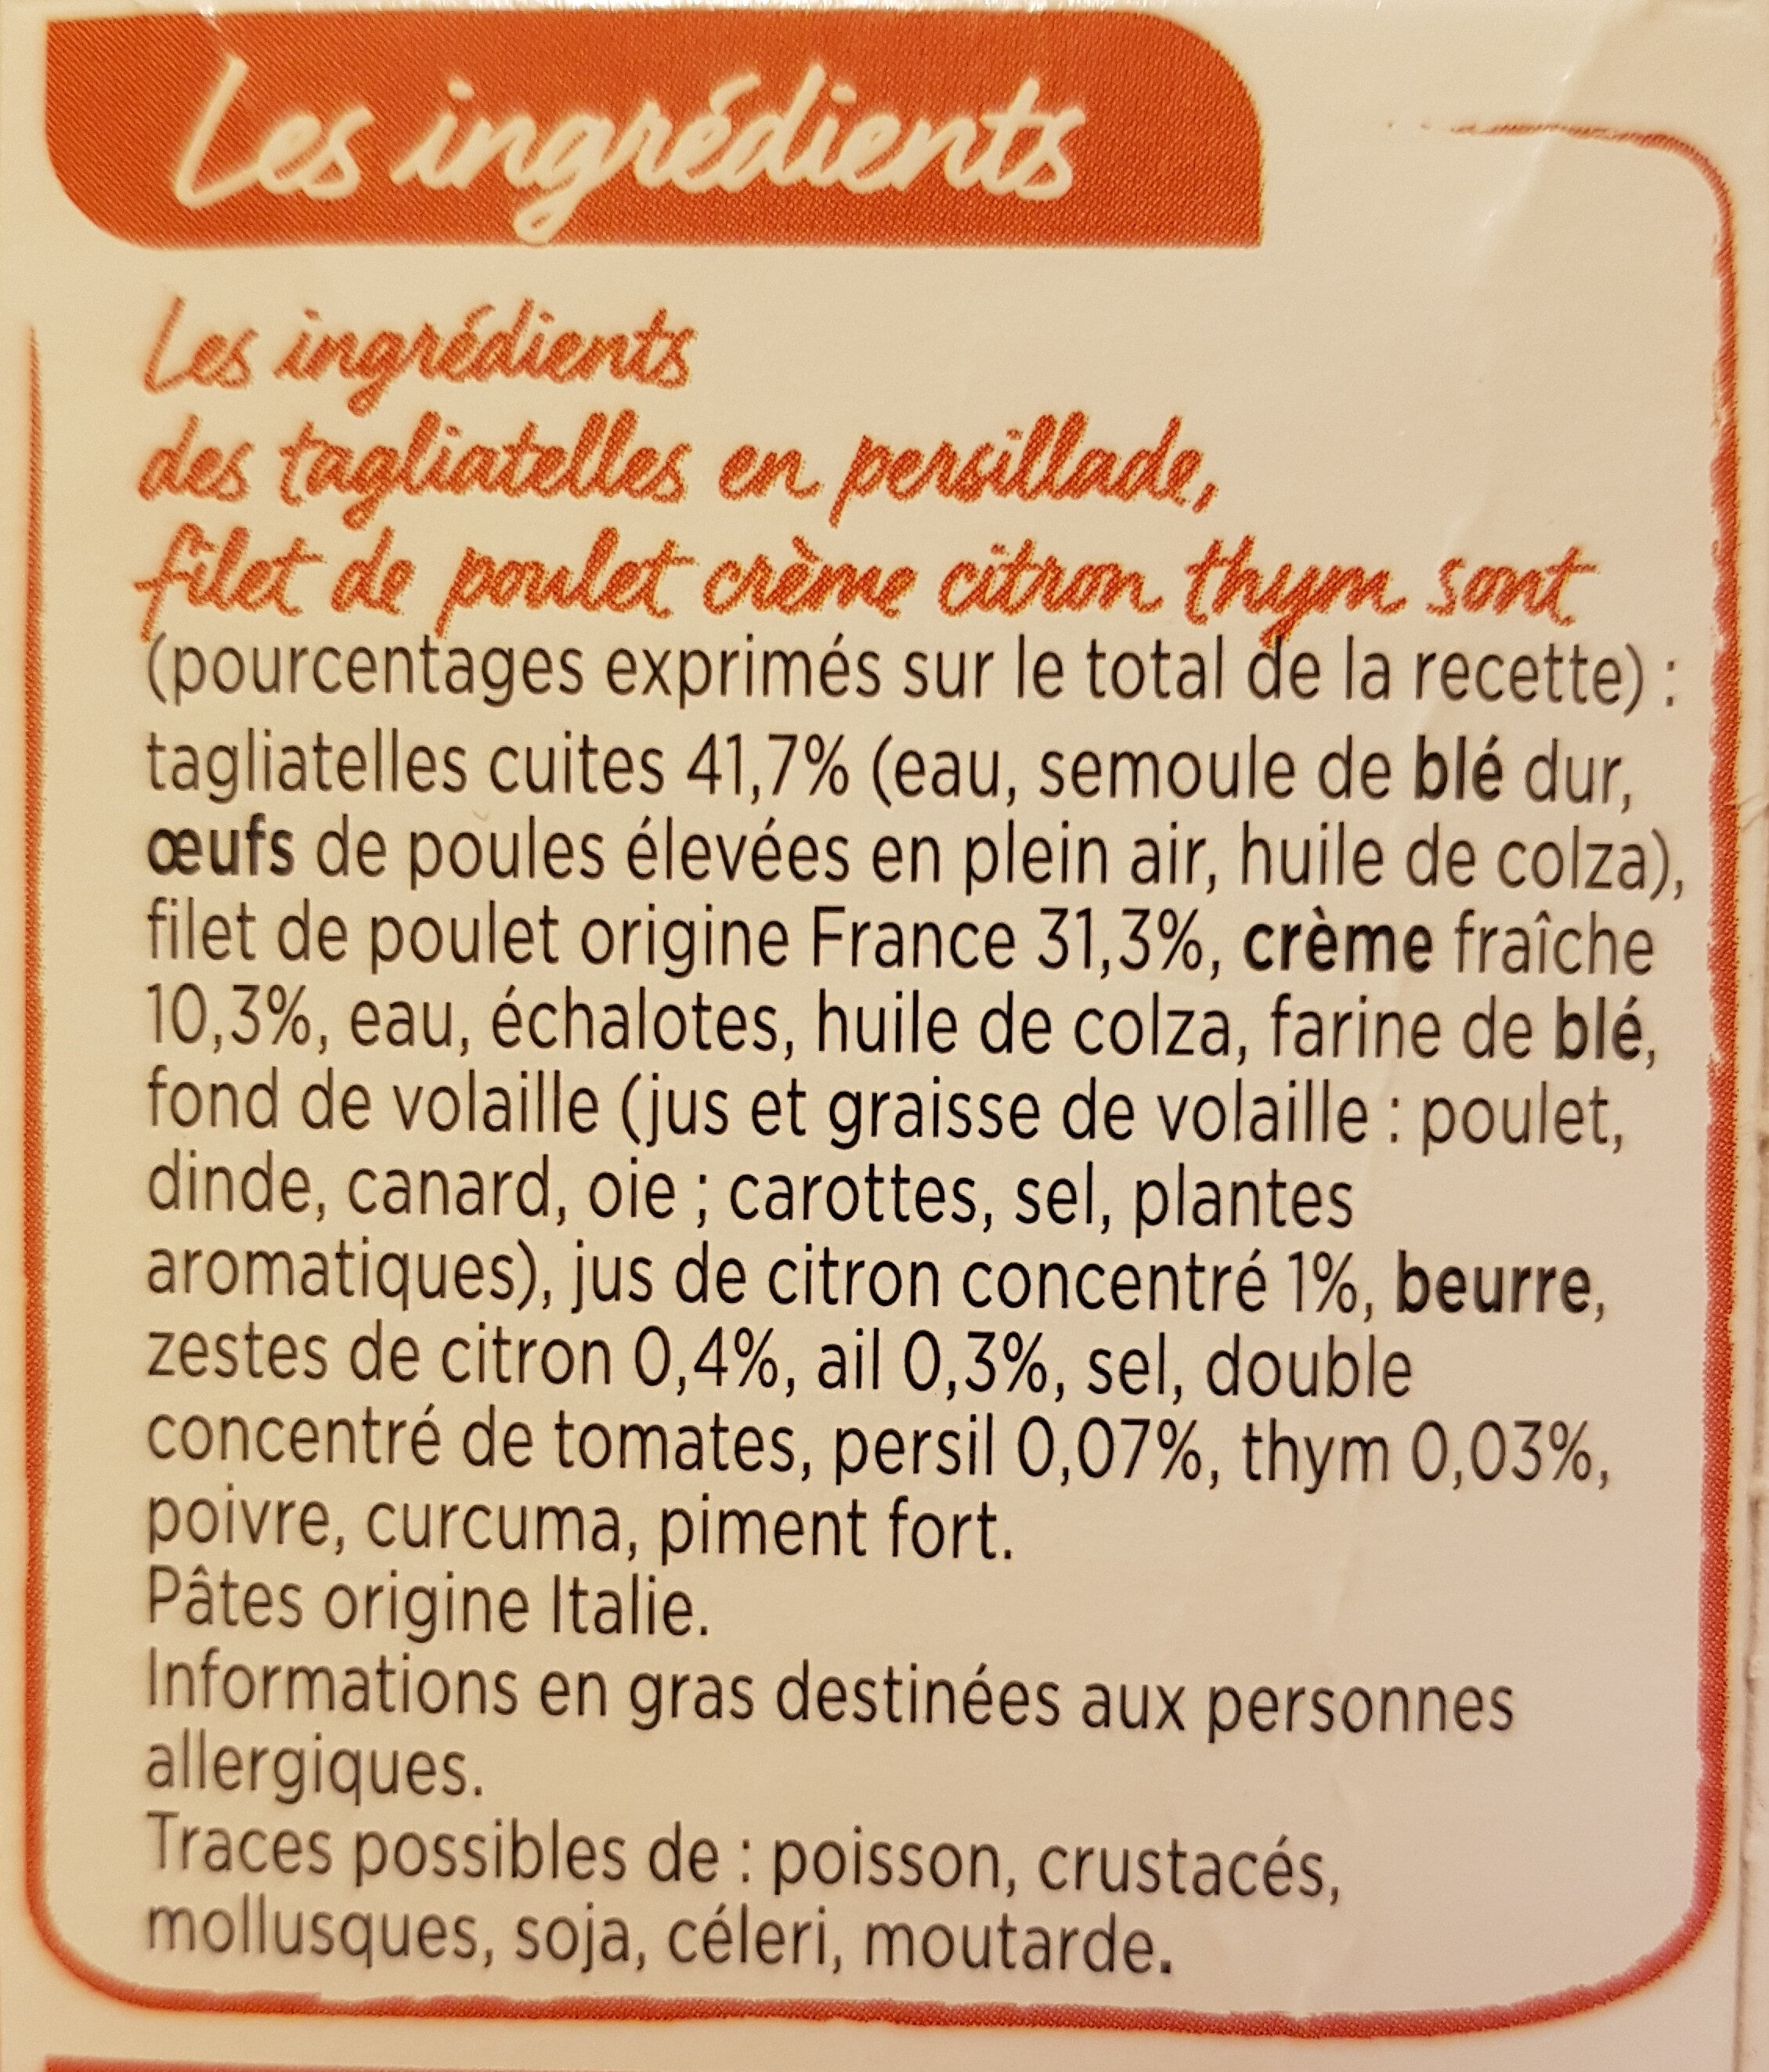 Les ingrédients
Les ingrédients
des tagliatelles en persillade,
filet de poulet crème citron thym sont
(pourcentages exprimés sur le total de la recette) :
tagliatelles cuites 41,7% (eau, semoule de blé dur,
œufs de poules élevées en plein air, huile de colza),
filet de poulet origine France 31,3%, crème fraîche
10,3%, eau, échalotes, huile de colza, farine de blé,
fond de volaille (jus et graisse de volaille : poulet,
dinde, canard, oie ; carottes, sel, plantes
aromatiques), jus de citron concentré 1%, beurre,
zestes de citron 0,4%, ail 0,3%, sel, double
concentré de tomates, persil 0,07%, thym 0,03%,
poivre, curcuma, piment fort.
Pâtes origine Italie.
Informations en gras destinées aux personnes
allergiques.
Traces possibles de : poisson, crustacés,
mollusques, soja, céleri, moutarde.